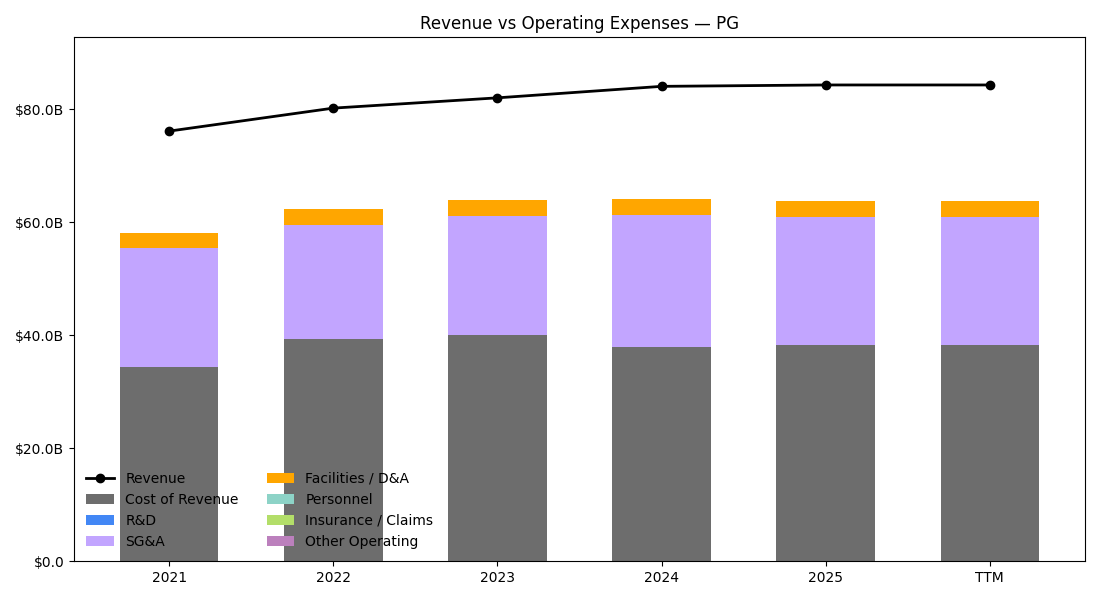 Revenue vs Operating Expenses — PG
$80.0B
$60.0B
$40.0B
$20.0B
$0.0
Revenue
Cost of Revenue
R&D
SG&A
Facilities / D&A
Personnel
Insurance / Claims
Other Operating
2021 2022 2023 2024 2025 TTM